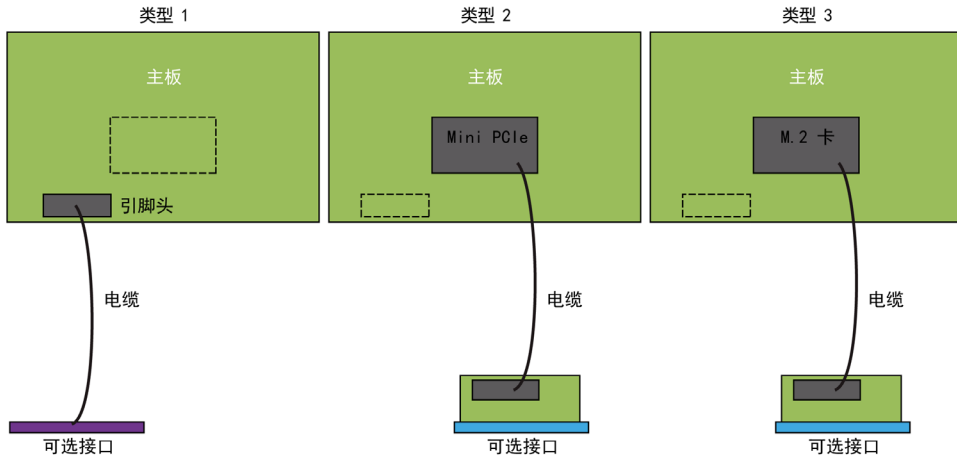 类型 1
类型 2
类型 3
主板
主板
主板
Mini PCIe
M.2 卡
引脚头
电缆
电缆
电缆
可选接口
可选接口
可选接口